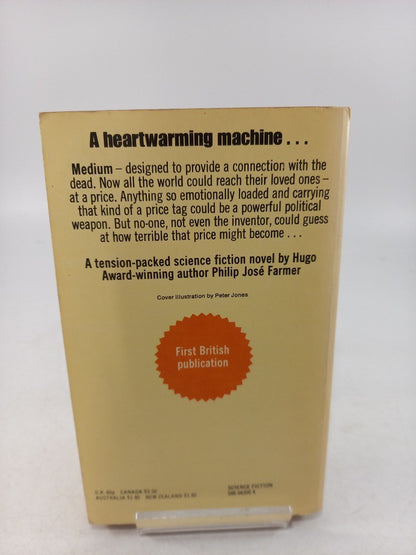 A heartwarming machine . . .
Medium – designed to provide a connection with the
dead. Now all the world could reach their loved ones –
at a price. Anything so emotionally loaded and carrying
that kind of a price tag could be a powerful political
weapon. But no-one, not even the inventor, could guess
at how terrible that price might become . . .
A tension-packed science fiction novel by Hugo
Award-winning author Philip José Farmer
Cover illustration by Peter Jones
First British
publication
U.K. CANADA
AUSTRALIA NEW ZEALAND
SCIENCE FICTION